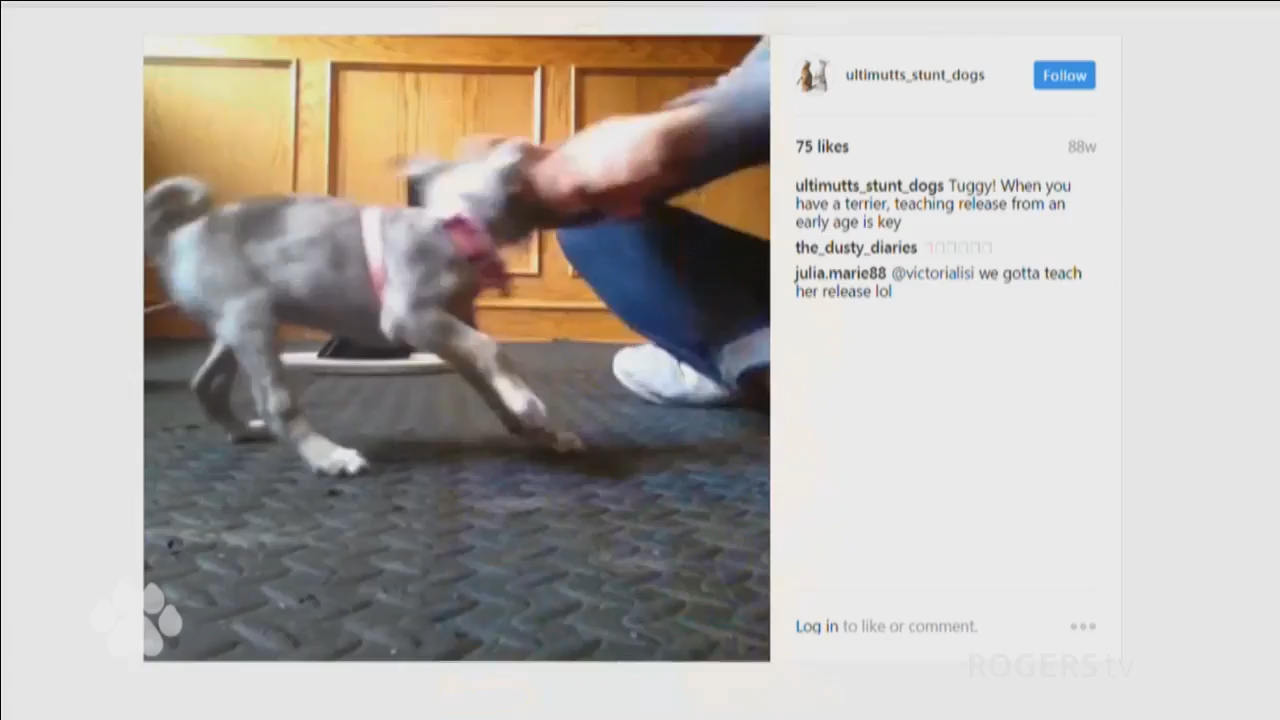 ultimutts_stunt_dogs
Follow
75 likes
88w
ultimutts_stunt_dogs Tuggy! When you
have a terrier, teaching release from an
early age is key
the_dusty_diaries
julia.marie88 @victorialisi we gotta teach
her release lol
Log in to like or comment.
ROGERS tv